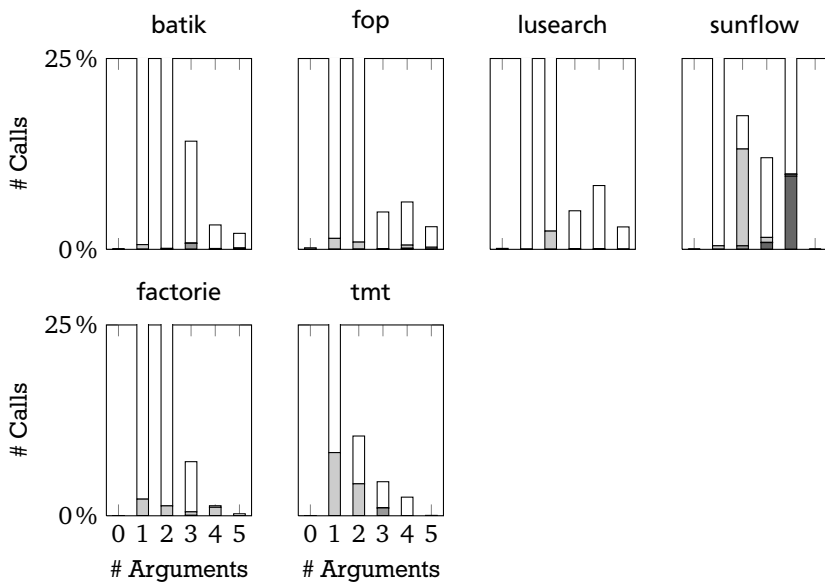 batik fop lusearch sunflow
25 %
# Calls
0 %
factorie tmt
25 %
# Calls
0 %
0 1 2 3 4 5 0 1 2 3 4 5
# Arguments # Arguments